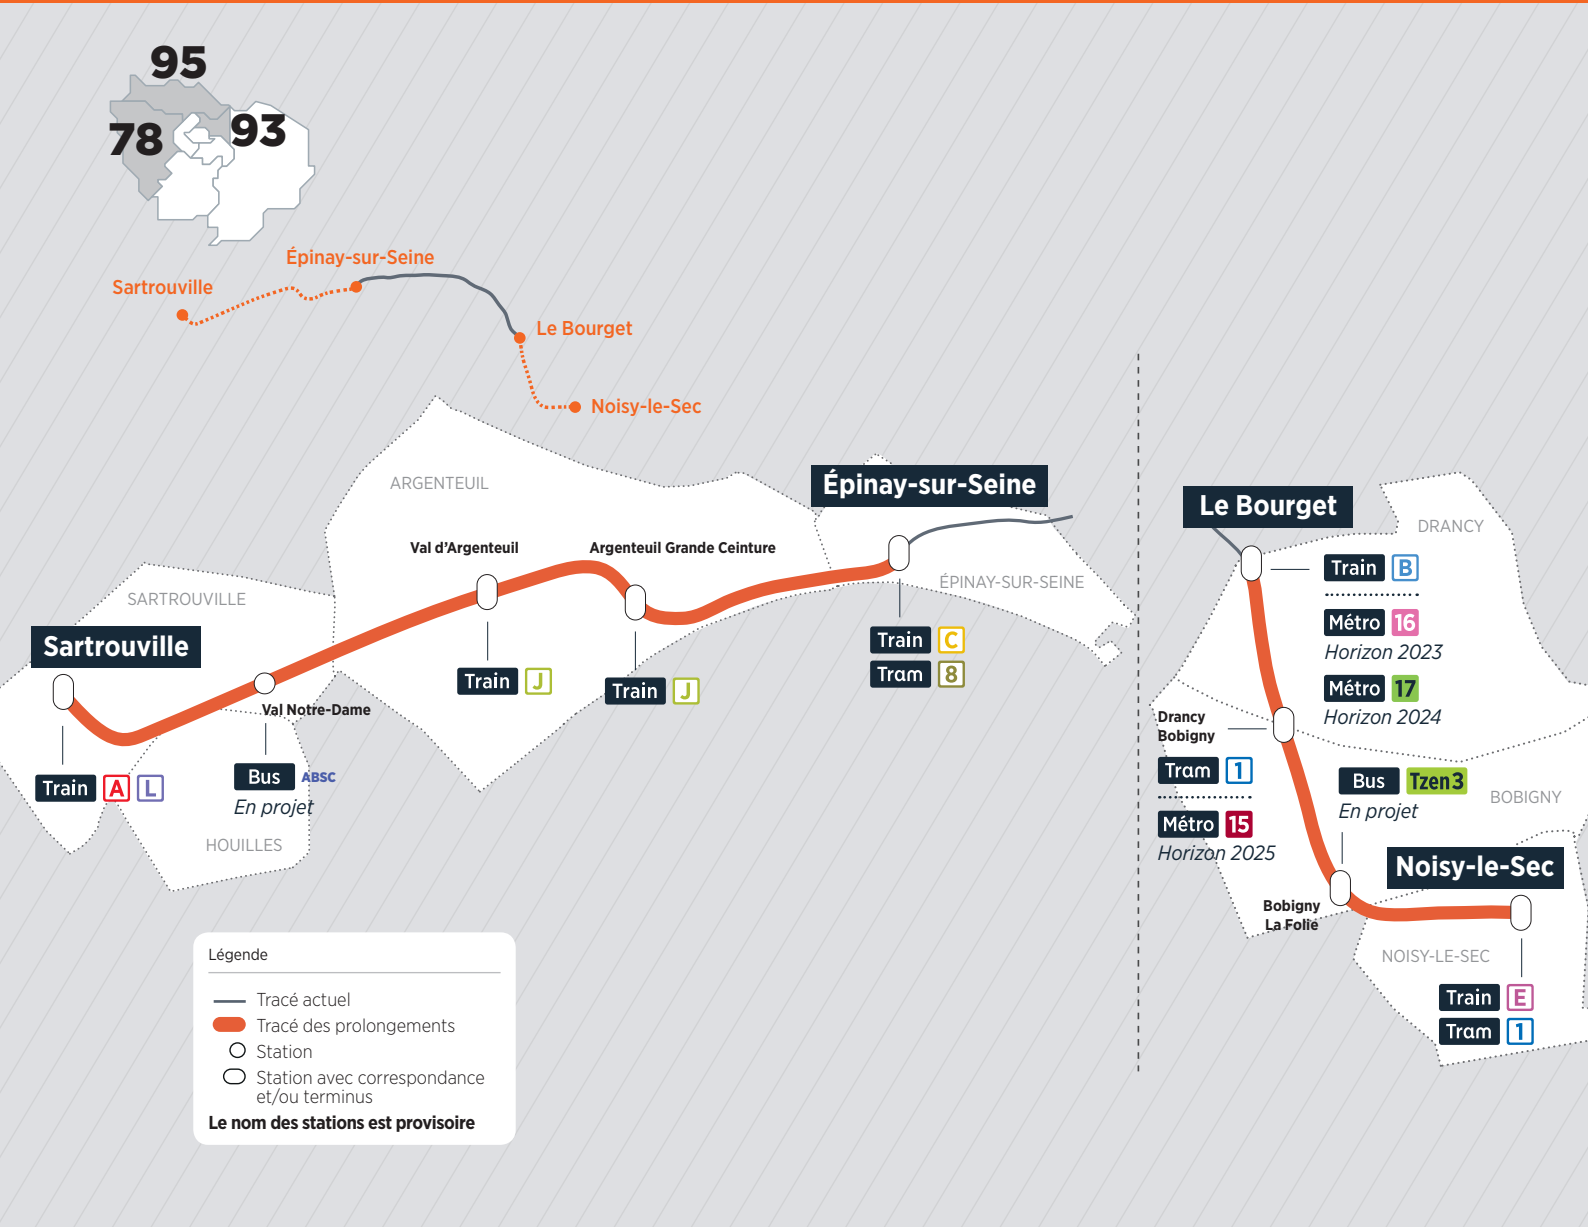 95
78
93
Épinay-sur-Seine
Sartrouville
Le Bourget
Noisy-le-Sec
ARGENTEUIL
Épinay-sur-Seine
Val d'Argenteuil
Argenteuil Grande Ceinture
ÉPINAY-SUR-SEINE
SARTROUVILLE
Sartrouville
Train C
Tram 8
Train J
Train J
Val Notre-Dame
Train A L
Bus ABSC
En projet
HOUILLES
Le Bourget
DRANCY
Train B
Métro 16
Horizon 2023
Métro 17
Horizon 2024
Drancy
Bobigny
Tram 1
Métro 15
Horizon 2025
Bus Tzen 3
En projet
BOBIGNY
Noisy-le-Sec
Bobigny
La Folie
NOISY-LE-SEC
Train E
Tram 1
Légende
Tracé actuel
Tracé des prolongements
Station
Station avec correspondance
et/ou terminus
Le nom des stations est provisoire